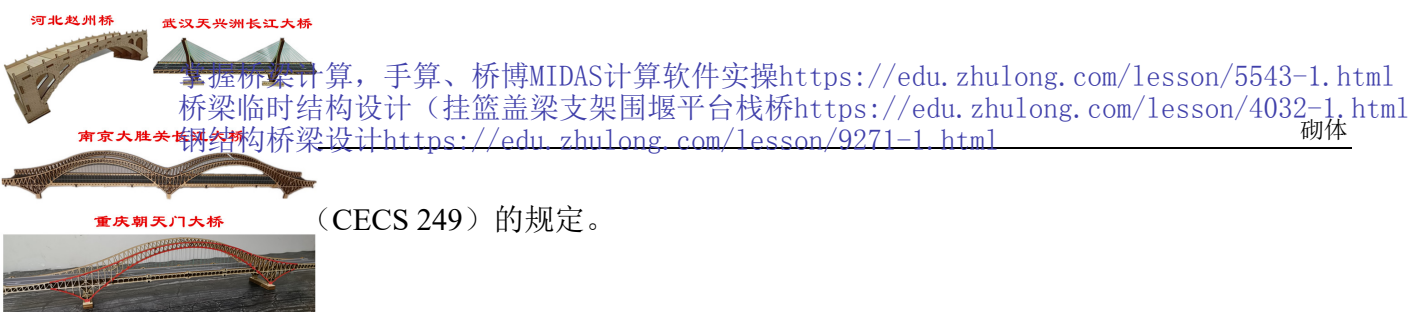 河北赵州桥
武汉天兴洲长江大桥
掌握桥梁计算，手算、桥博MIDAS计算软件实操https://edu.zhulong.com/lesson/5543-1.html
桥梁临时结构设计（挂篮盖梁支架围堰平台栈桥https://edu.zhulong.com/lesson/4032-1.html
南京大胜关长江大桥
钢结构桥梁设计https://edu.zhulong.com/lesson/9271-1.html
砌体
（CECS 249）的规定。
重庆朝天门大桥